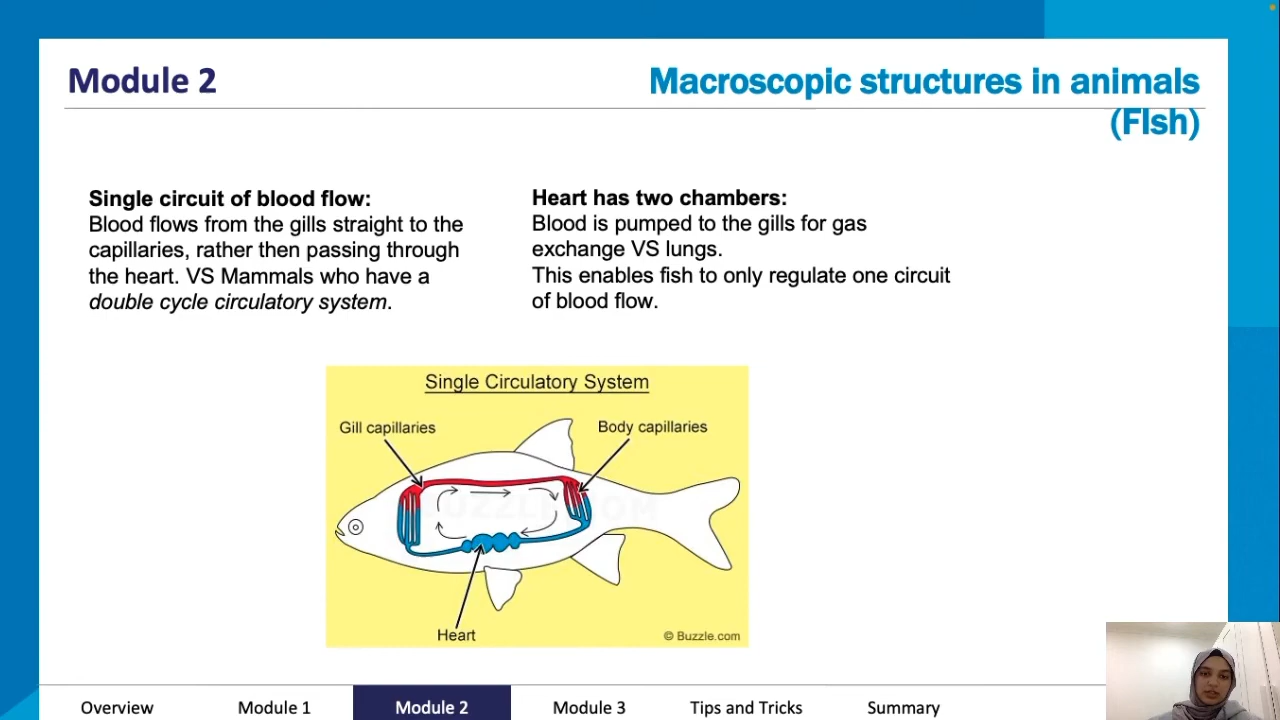 Module 2
Macroscopic structures in animals
(FIsh)
Single circuit of blood flow:
Blood flows from the gills straight to the
capillaries, rather then passing through
the heart. VS Mammals who have a
double cycle circulatory system.
Heart has two chambers:
Blood is pumped to the gills for gas
exchange VS lungs.
This enables fish to only regulate one circuit
of blood flow.
Single Circulatory System
Gill capillaries
Body capillaries
BUZZLE.COM
Heart
© Buzzle.com
Overview
Module 1
Module 2
Module 3
Tips and Tricks
Summary